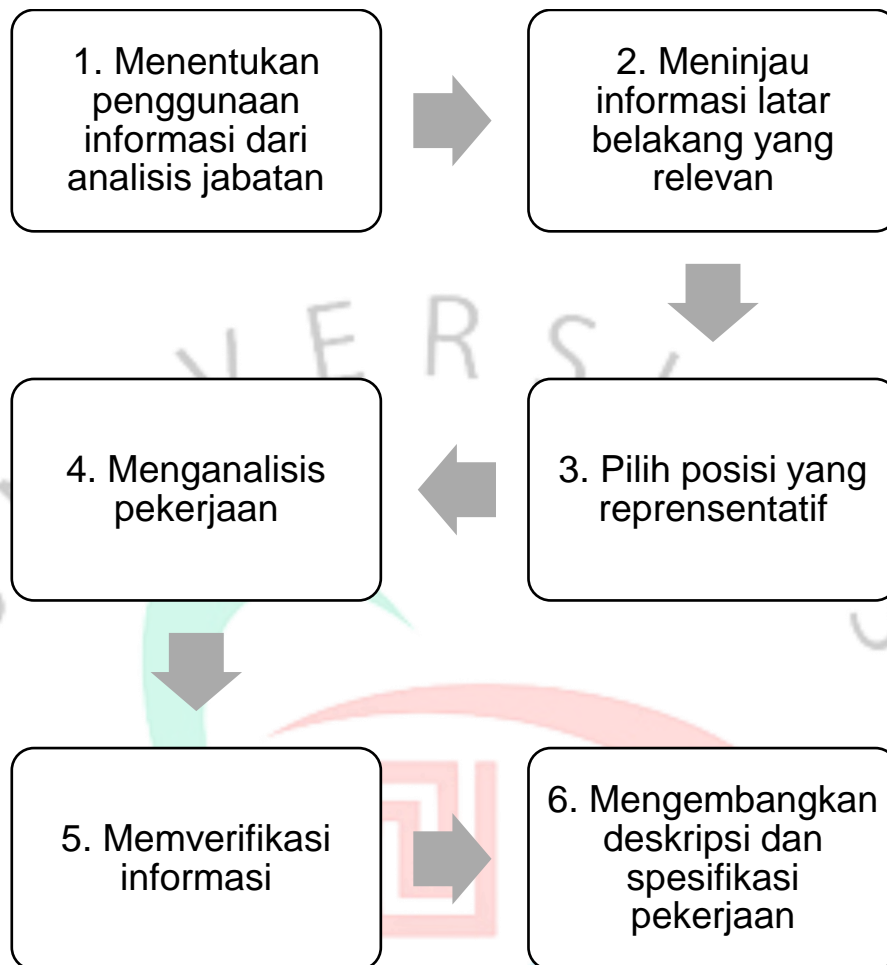 1. Menentukan
penggunaan
informasi dari
analisis jabatan
2. Meninjau
informasi latar
belakang yang
relevan
V E R S I
3. Pilih posisi yang
reprensentatif
4. Menganalisis
pekerjaan
5. Memverifikasi
informasi
6. Mengembangkan
deskripsi dan
spesifikasi
pekerjaan